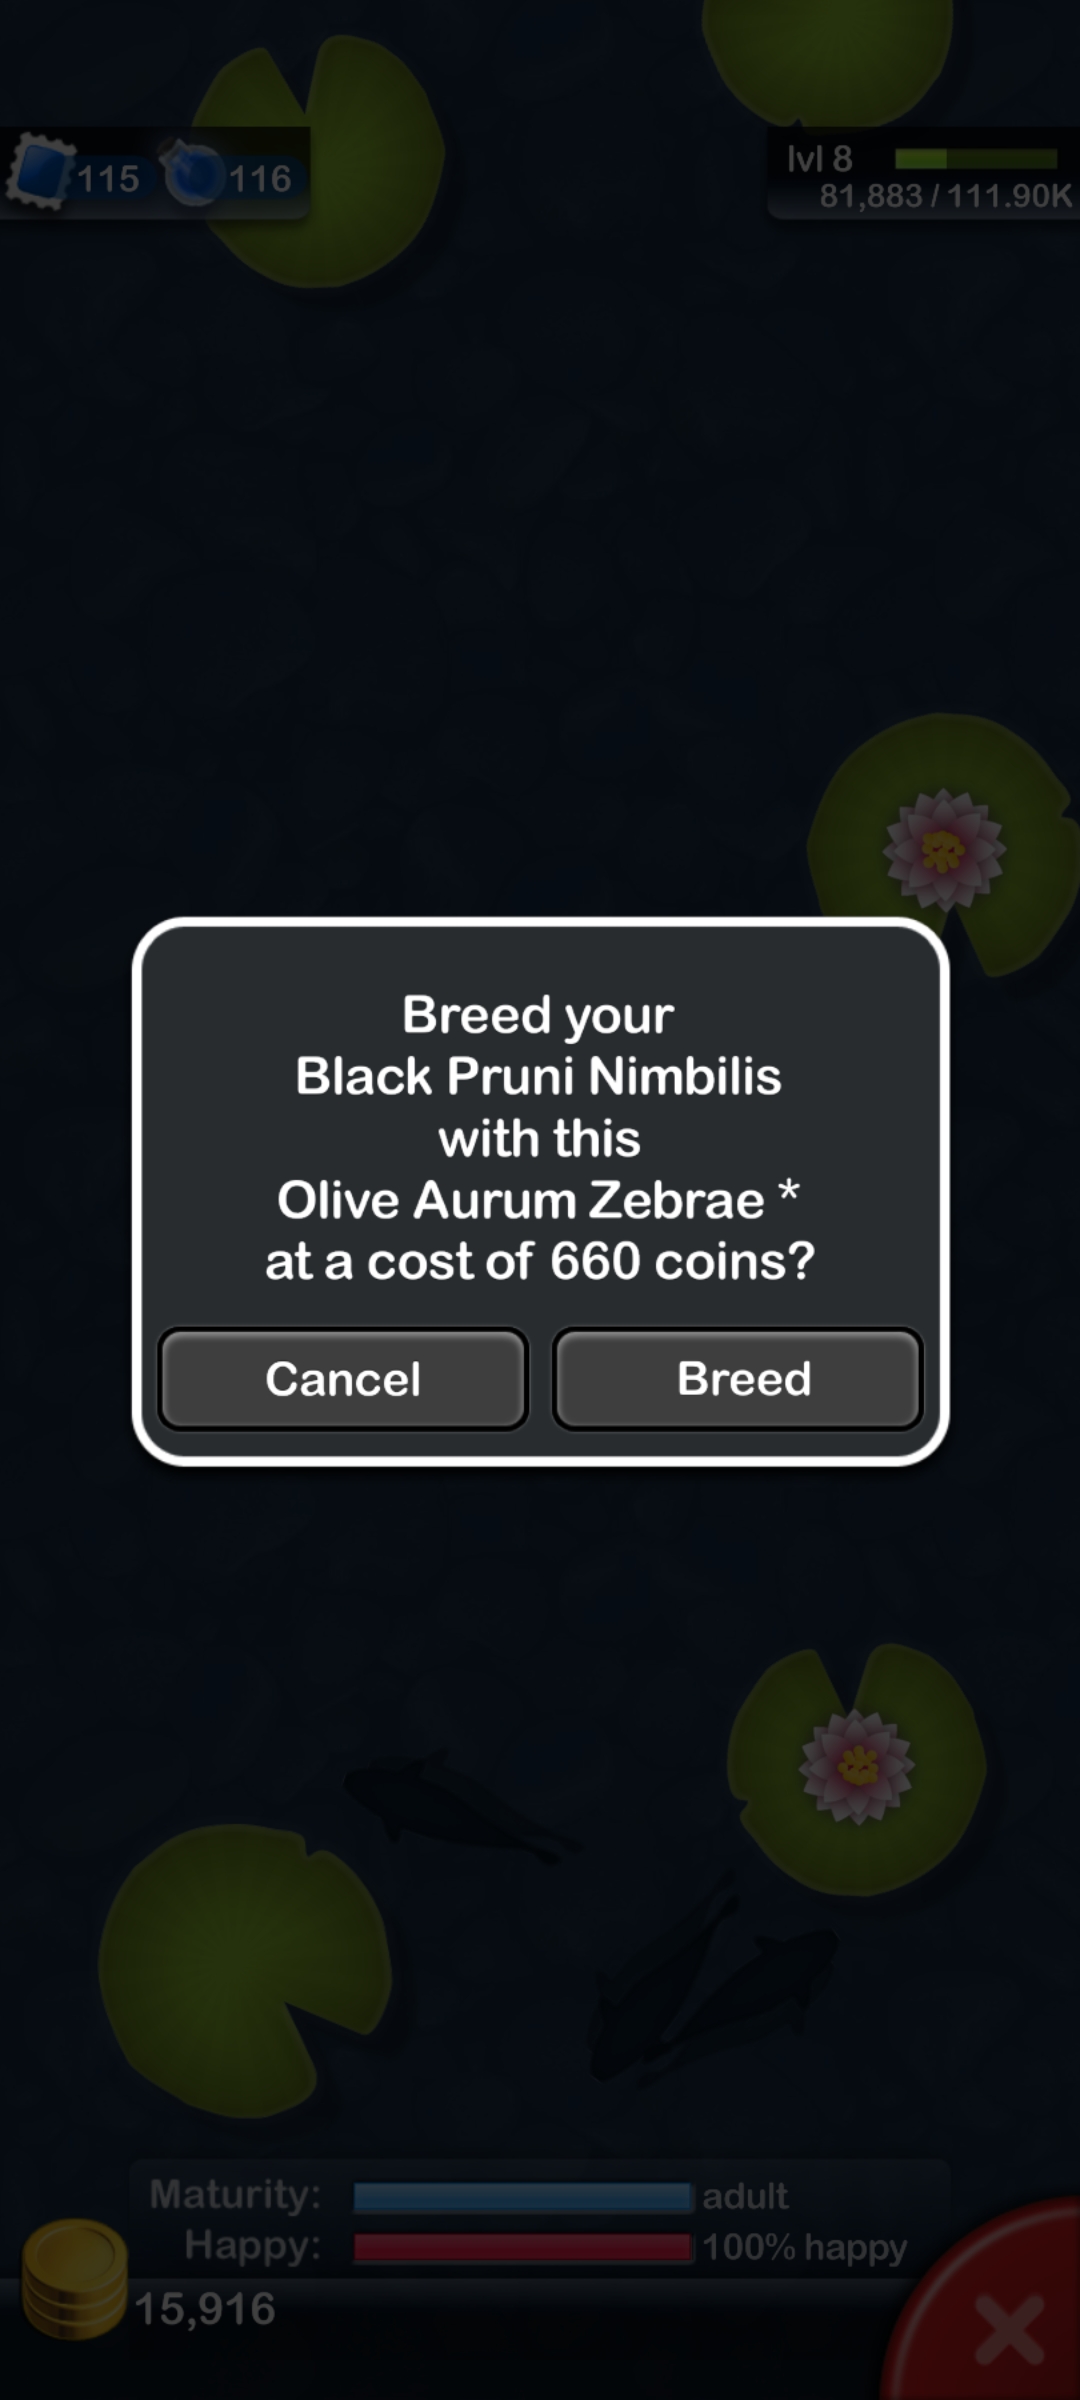 115
116
lvl 8
81,883 / 111.90K
Breed your
Black Pruni Nimbilis
with this
Olive Aurum Zebrae *
at a cost of 660 coins?
Cancel
Breed
Maturity:
adult
Happy:
100% happy
15,916